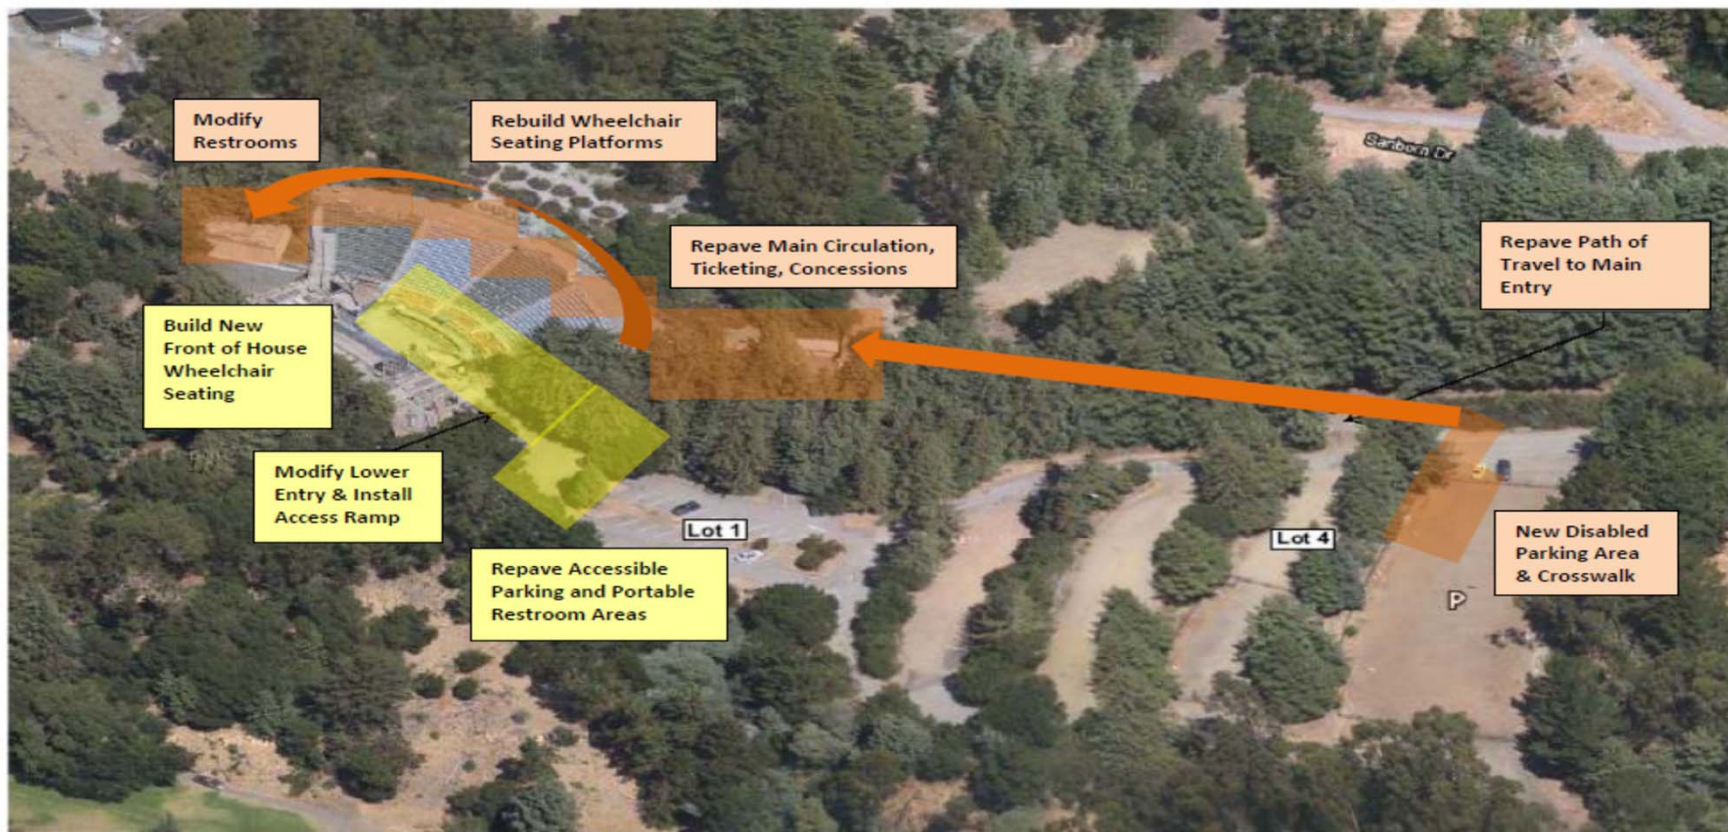 Modify
Restrooms
Rebuild Wheelchair
Seating Platforms
Sanborn Dr
Repave Main Circulation,
Ticketing, Concessions
Repave Path of
Travel to Main
Entry
Build New
Front of House
Wheelchair
Seating
Modify Lower
Entry & Install
Access Ramp
Lot 1
Lot 4
New Disabled
Parking Area
& Crosswalk
Repave Accessible
Parking and Portable
Restroom Areas
P